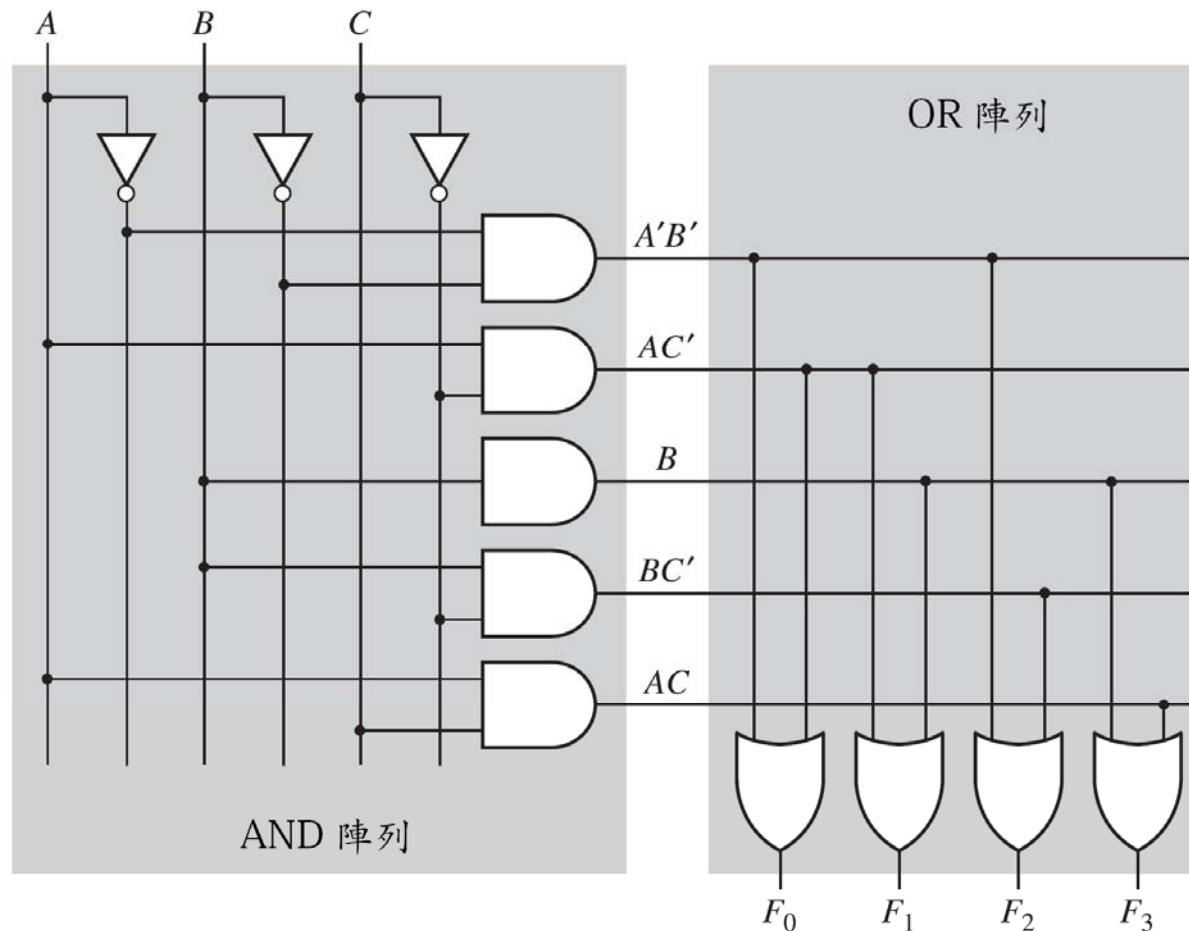 A B C
OR 陣列
A′B′
AC′
B
BC′
AC
AND 陣列
F₀ F₁ F₂ F₃